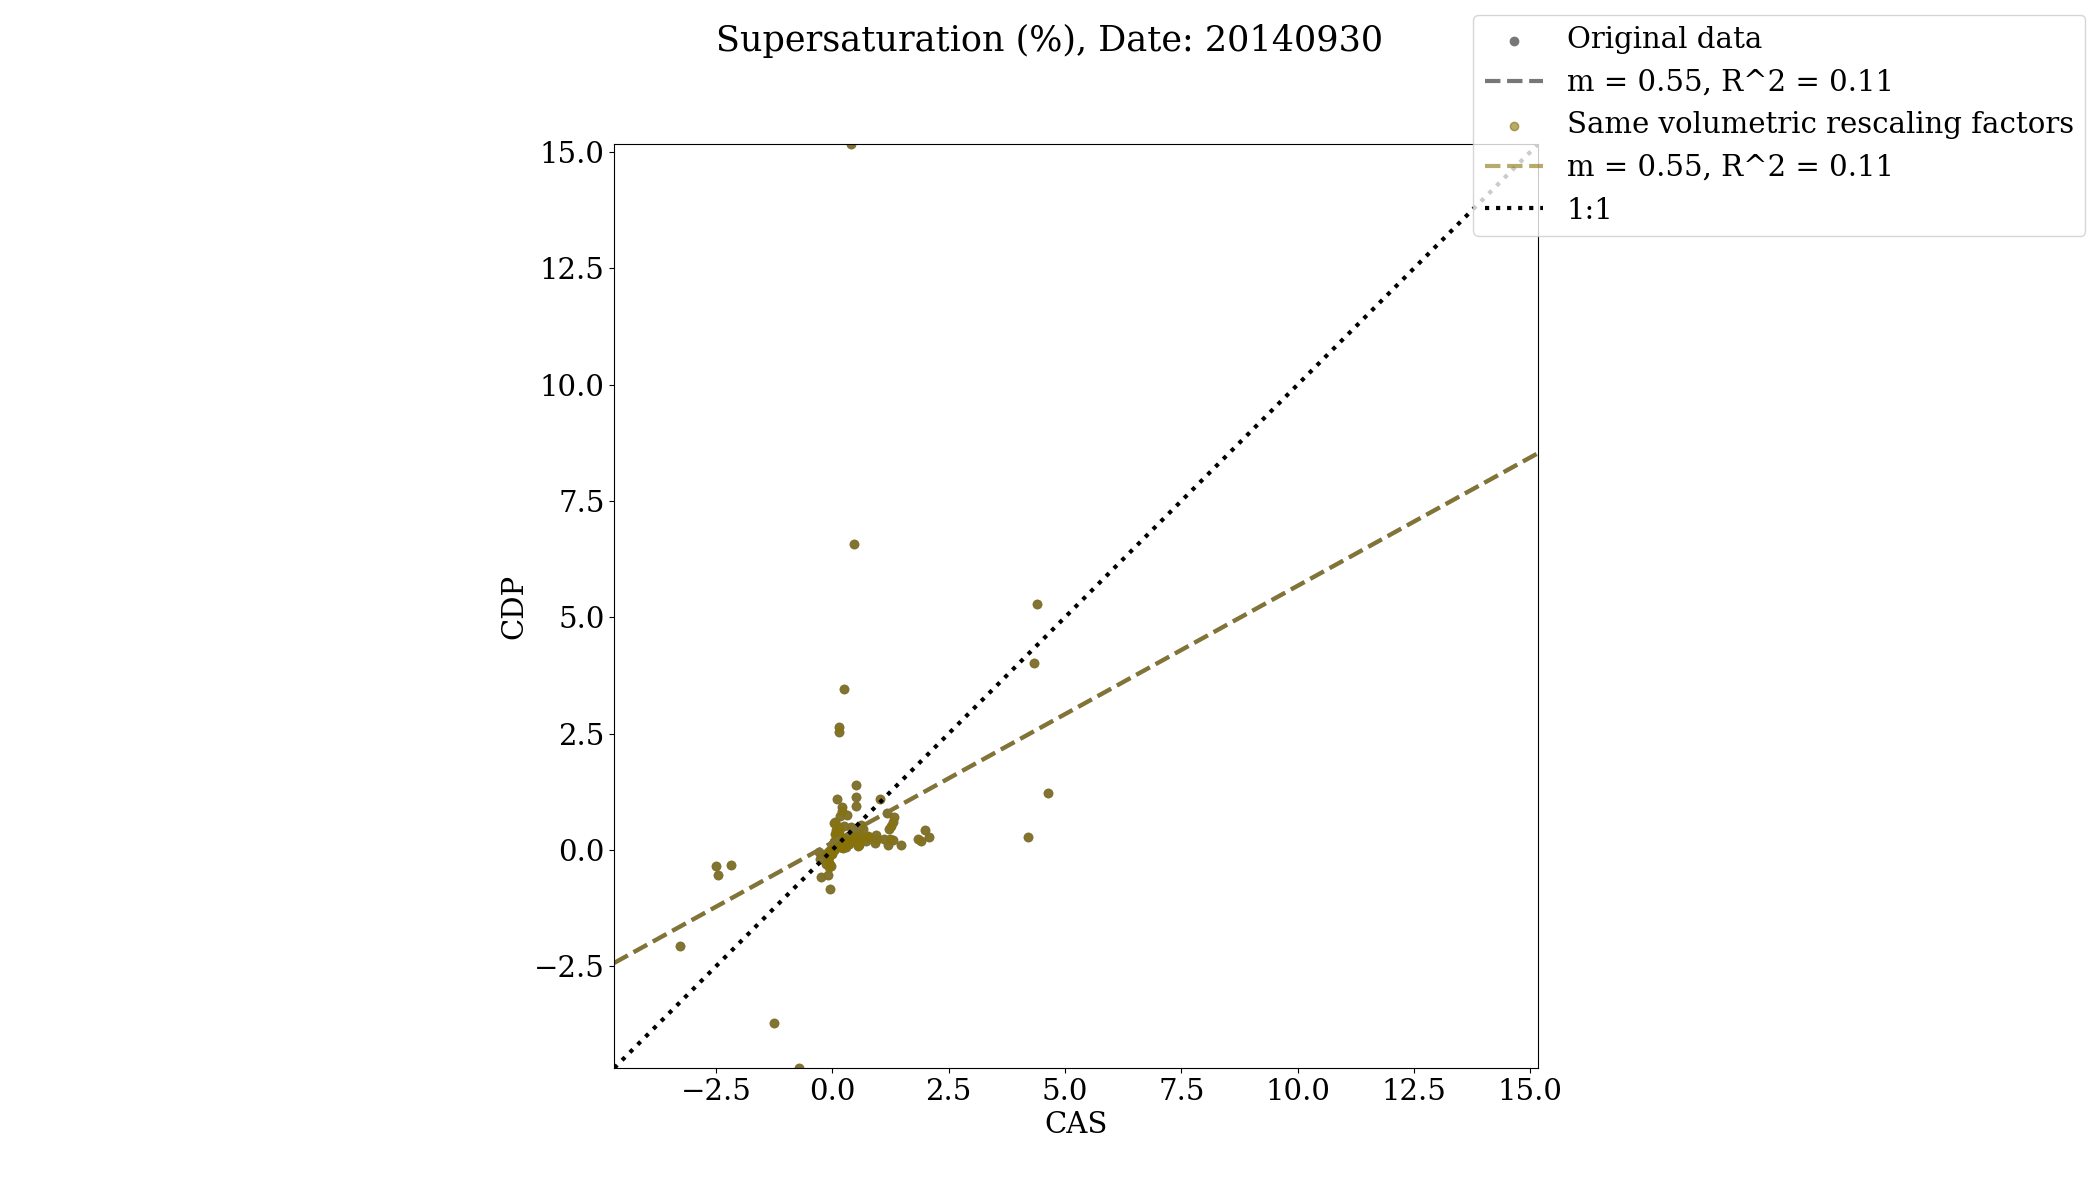 Supersaturation (%), Date: 20140930
Original data
m = 0.55, R^2 = 0.11
Same volumetric rescaling factors
m = 0.55, R^2 = 0.11
1:1
15.0
12.5
10.0
7.5
5.0
2.5
0.0
−2.5
CDP
−2.5 0.0 2.5 5.0 7.5 10.0 12.5 15.0
CAS